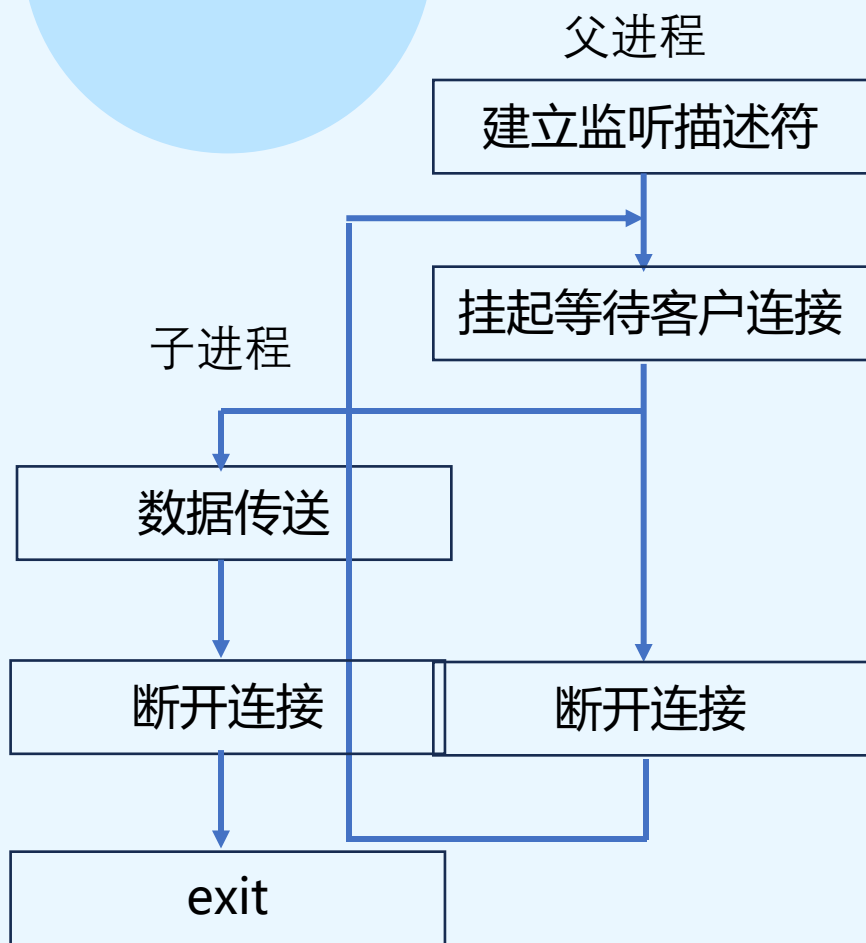 父进程
建立监听描述符
挂起等待客户连接
子进程
数据传送
断开连接
断开连接
exit